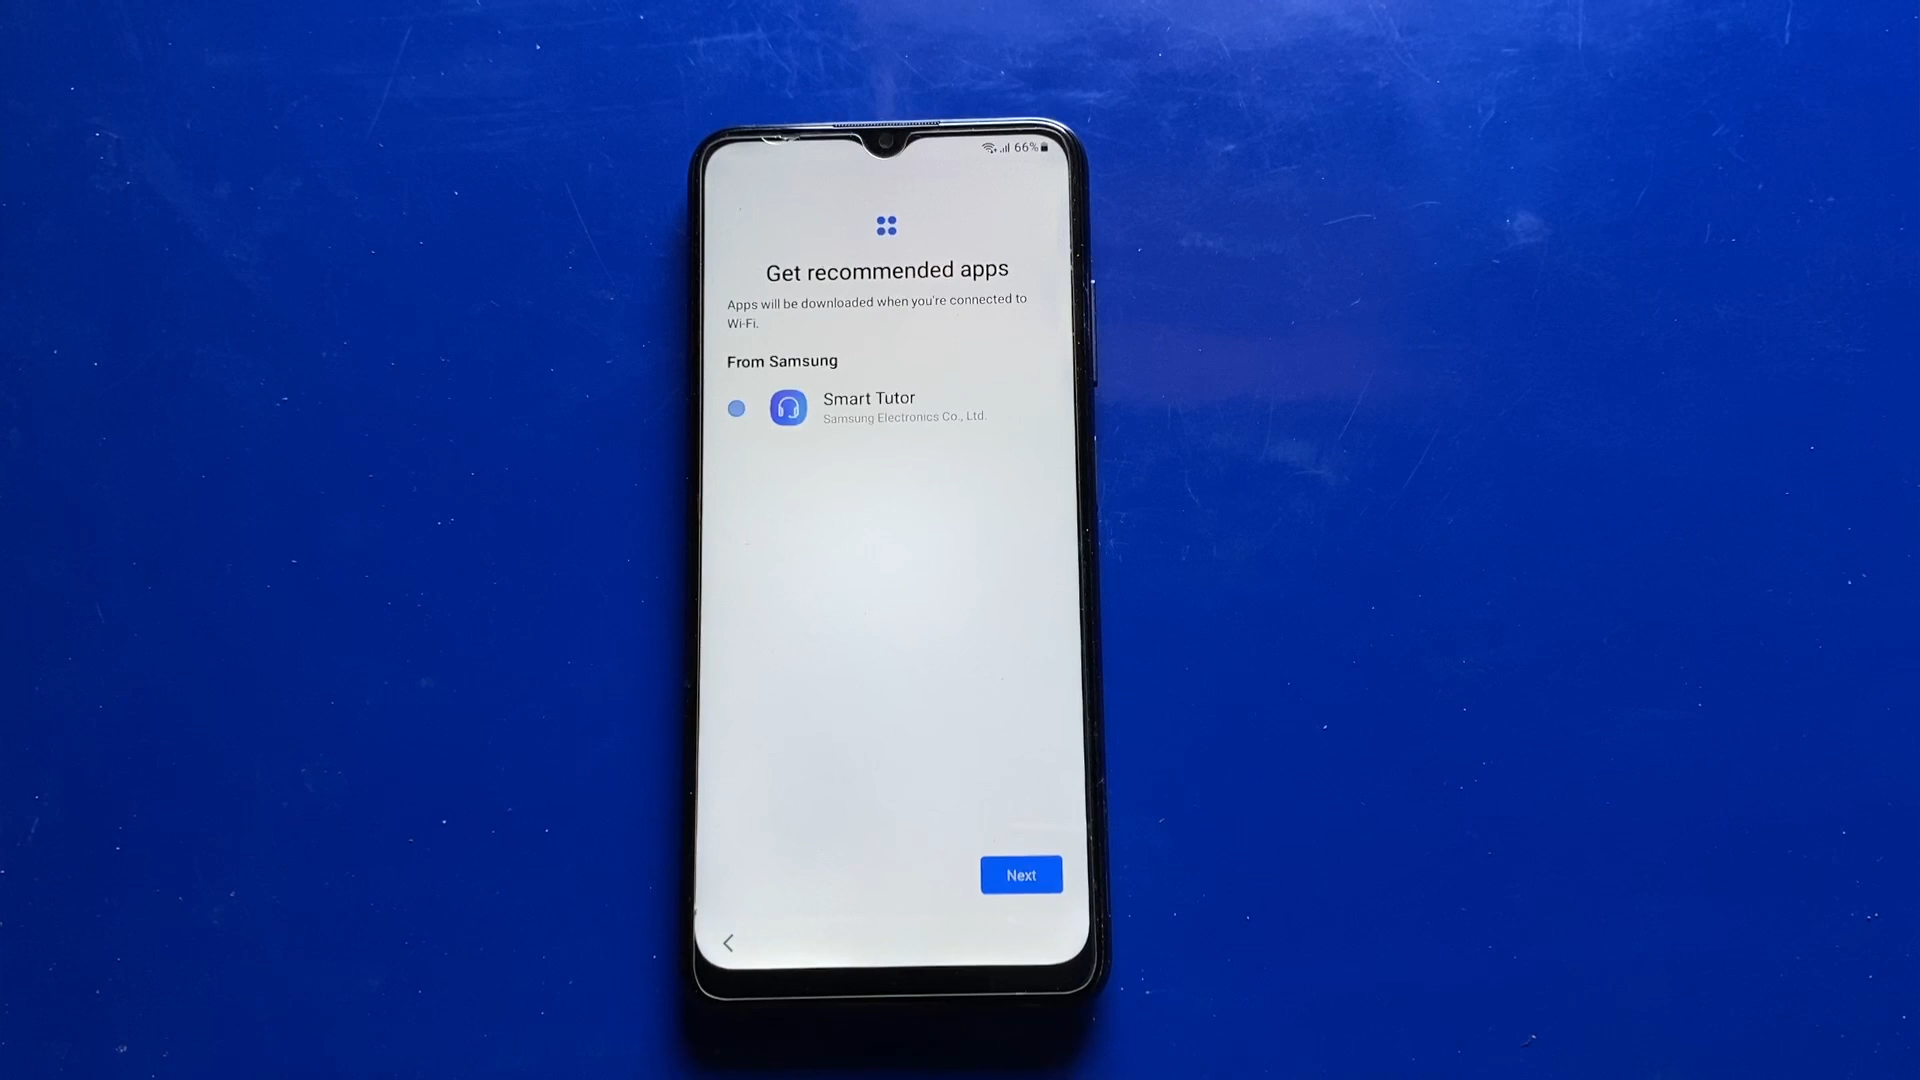 66%
Get recommended apps
Apps will be downloaded when you're connected to
Wi-Fi.
From Samsung
Smart Tutor
Samsung Electronics Co., Ltd.
Next